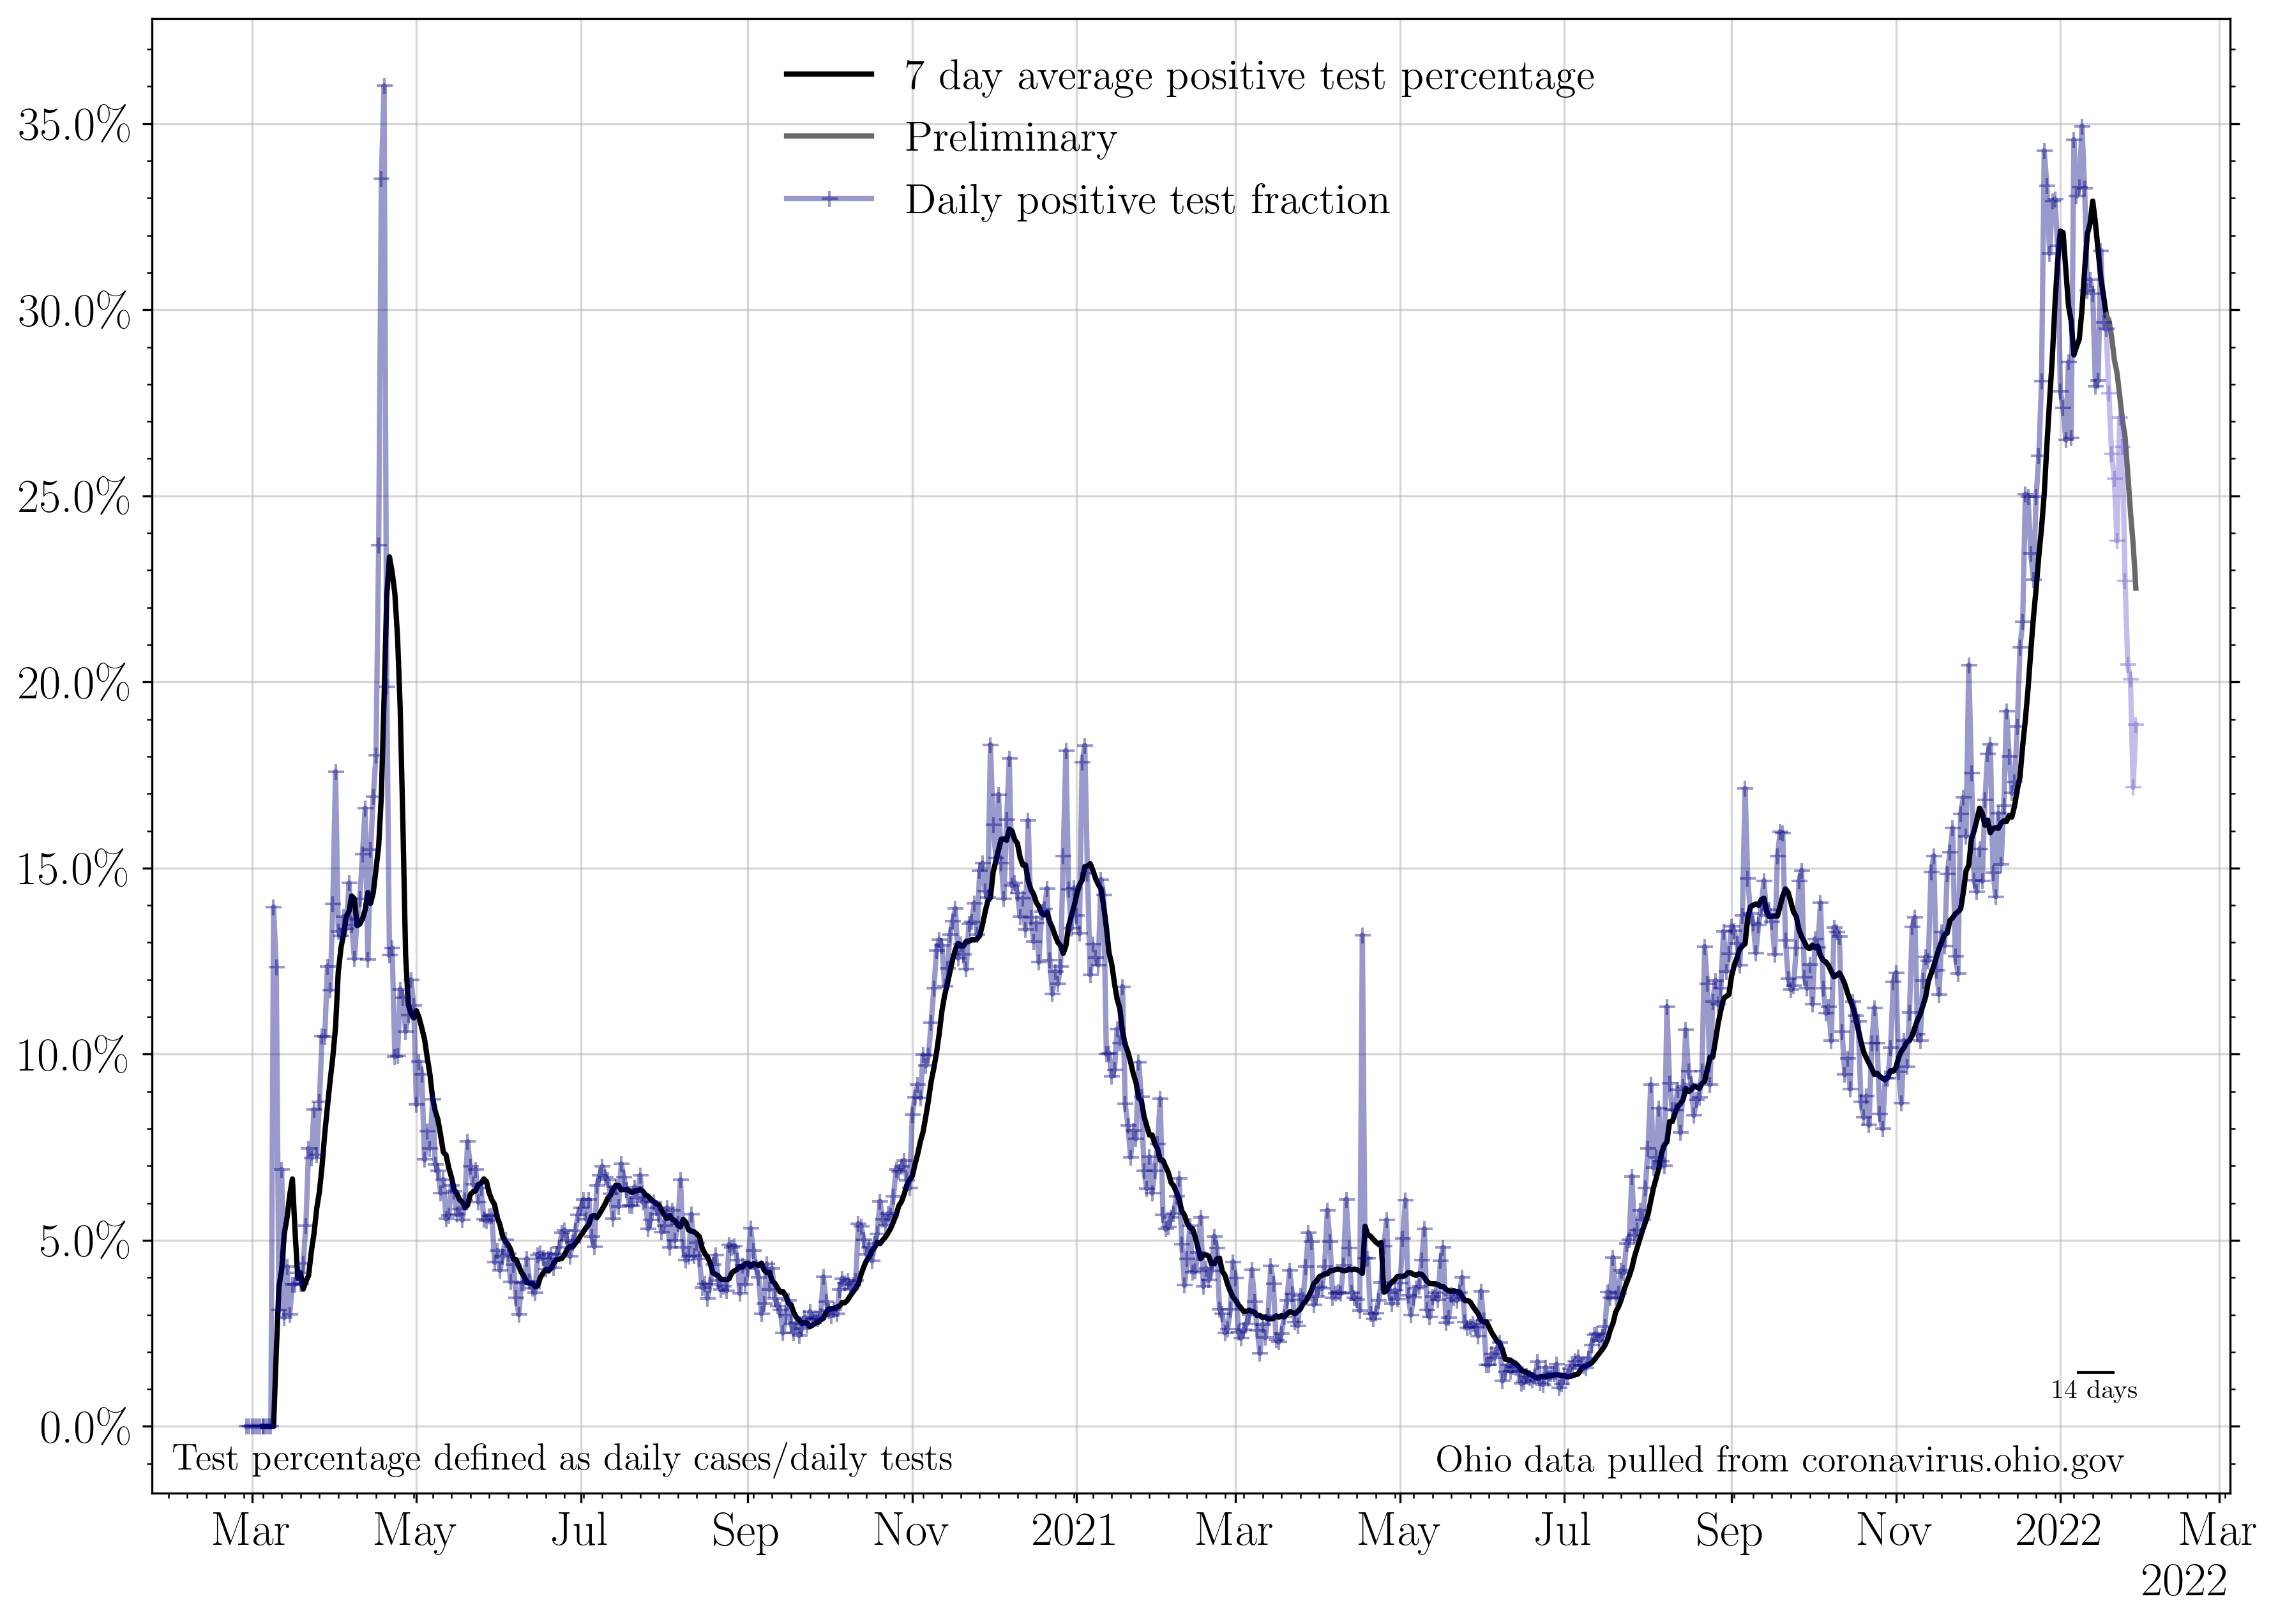 7 day average positive test percentage
Preliminary
Daily positive test fraction
35.0%
30.0%
25.0%
20.0%
15.0%
10.0%
5.0%
0.0%
14 days
Test percentage defined as daily cases/daily tests
Ohio data pulled from coronavirus.ohio.gov
Mar May Jul Sep Nov 2021 Mar May Jul Sep Nov 2022 Mar
2022